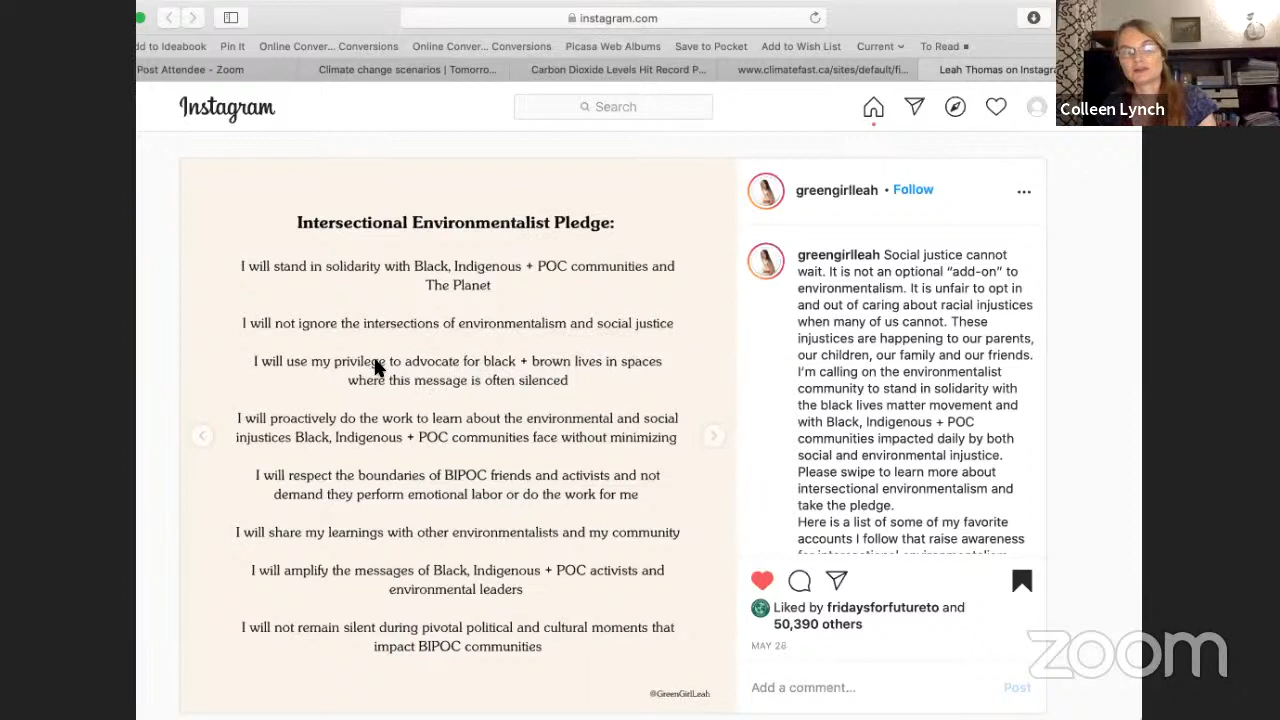 instagram.com
dd to Ideabook Pin It Online Conver... Conversions Online Conver... Conversions Picasa Web Albums Save to Pocket Add to Wish List Current To Read
Post Attendee - Zoom Climate change scenarios | Tomorro... Carbon Dioxide Levels Hit Record P... www.climatefast.ca/sites/default/fi... Leah Thomas on Instagra
Colleen Lynch
Instagram
Search
Intersectional Environmentalist Pledge:
I will stand in solidarity with Black, Indigenous + POC communities and
The Planet
I will not ignore the intersections of environmentalism and social justice
I will use my privilege to advocate for black + brown lives in spaces
where this message is often silenced
I will proactively do the work to learn about the environmental and social
injustices Black, Indigenous + POC communities face without minimizing
I will respect the boundaries of BIPOC friends and activists and not
demand they perform emotional labor or do the work for me
I will share my learnings with other environmentalists and my community
I will amplify the messages of Black, Indigenous + POC activists and
environmental leaders
I will not remain silent during pivotal political and cultural moments that
impact BIPOC communities
@GreenGirlLeah
greengirlleah • Follow
greengirlleah Social justice cannot
wait. It is not an optional “add-on” to
environmentalism. It is unfair to opt in
and out of caring about racial injustices
when many of us cannot. These
injustices are happening to our parents,
our children, our family and our friends.
I'm calling on the environmentalist
community to stand in solidarity with
the black lives matter movement and
with Black, Indigenous + POC
communities impacted daily by both
social and environmental injustice.
Please swipe to learn more about
intersectional environmentalism and
take the pledge.
Here is a list of some of my favorite
accounts I follow that raise awareness
for intersectional environmentalism
Liked by fridaysforfutureto and
50,390 others
MAY 28
Add a comment... Post
zoom